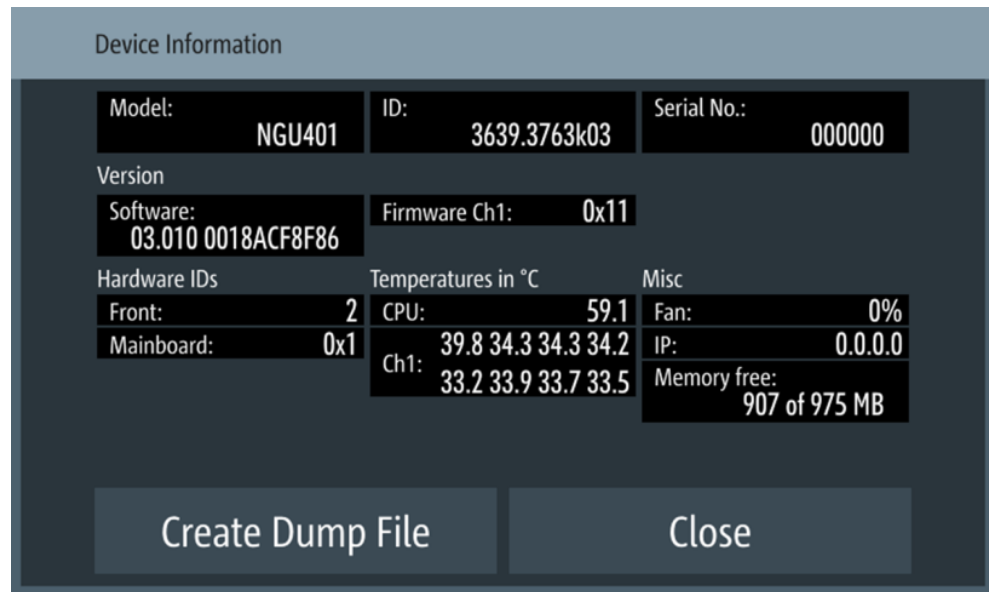 Device Information
Model:
NGU401
ID:
3639.3763k03
Serial No.:
000000
Version
Software:
03.010 0018ACF8F86
Firmware Ch1: 0x11
Hardware IDs
Front: 2
Mainboard: 0x1
Temperatures in °C
CPU: 59.1
Ch1: 39.8 34.3 34.3 34.2
33.2 33.9 33.7 33.5
Misc
Fan: 0%
IP: 0.0.0.0
Memory free:
907 of 975 MB
Create Dump File
Close